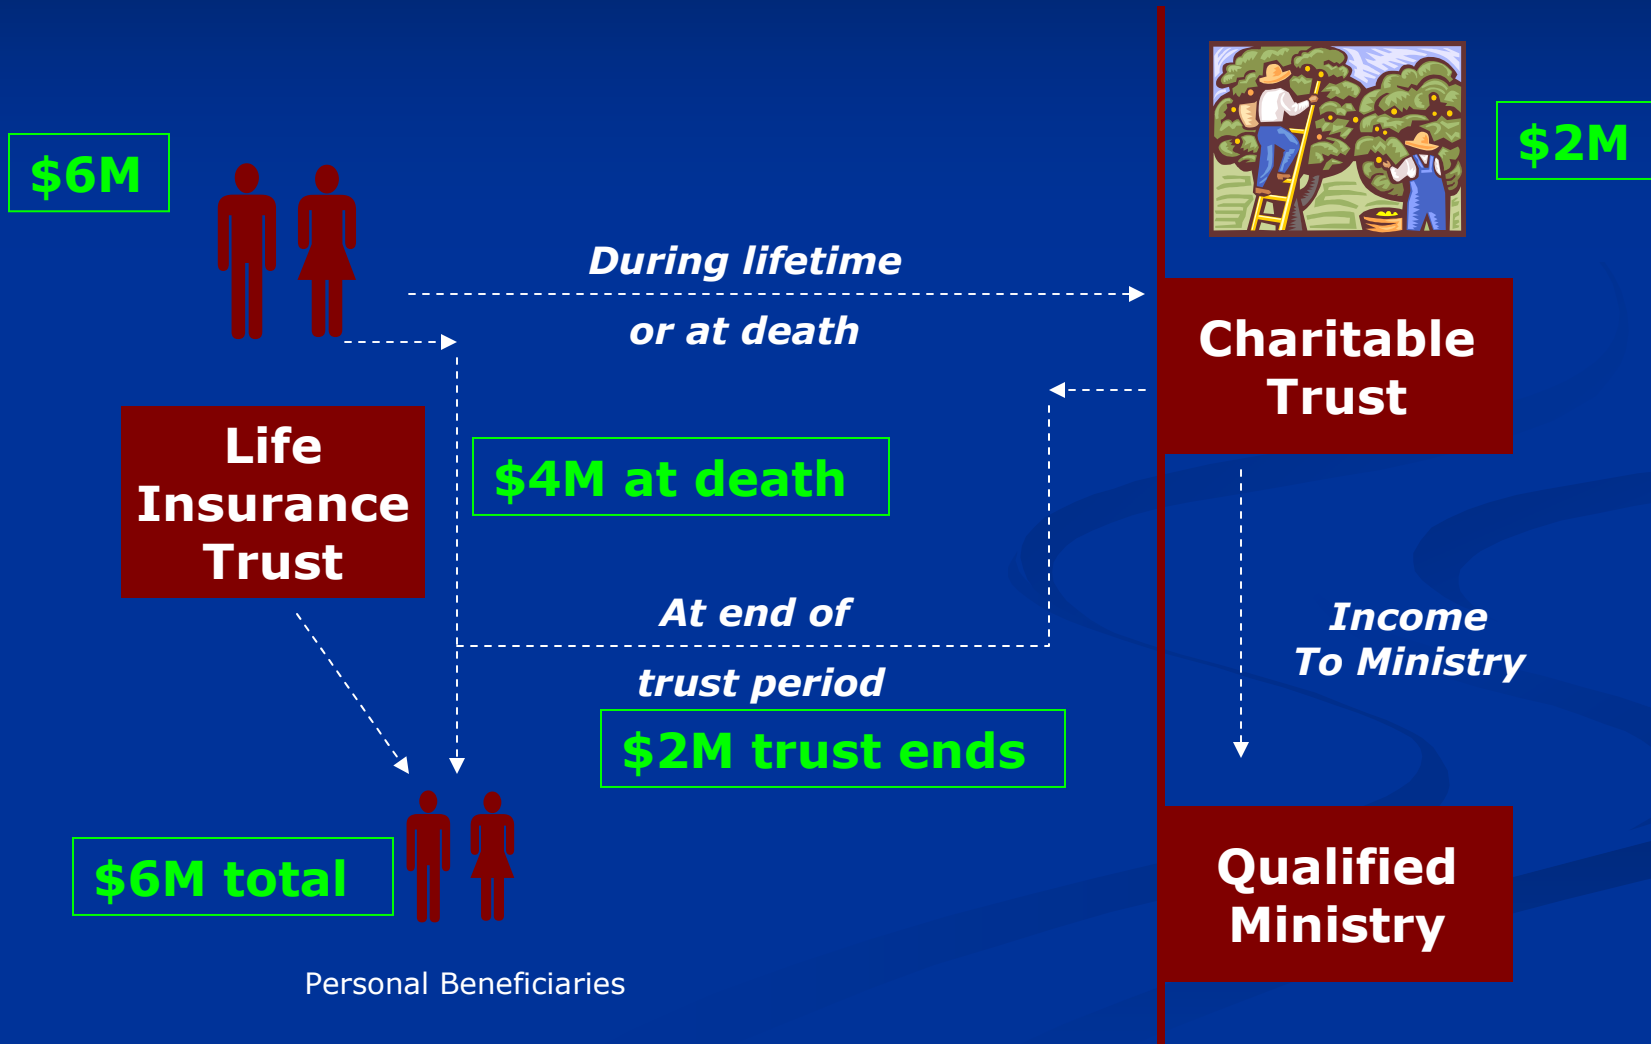 $6M
$2M
During lifetime
or at death
Charitable
Trust
Life
Insurance
Trust
$4M at death
At end of
trust period
$2M trust ends
Income
To Ministry
$6M total
Qualified
Ministry
Personal Beneficiaries